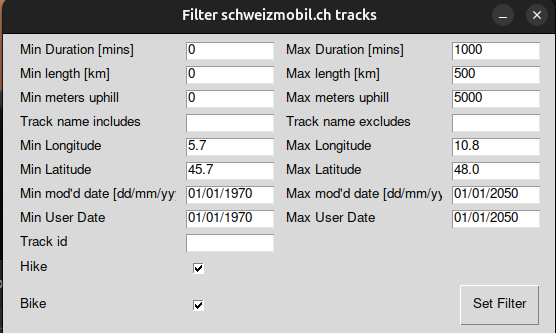 Filter schweizmobil.ch tracks
Min Duration [mins] 0 Max Duration [mins] 1000
Min length [km] 0 Max length [km] 500
Min meters uphill 0 Max meters uphill 5000
Track name includes Track name excludes
Min Longitude 5.7 Max Longitude 10.8
Min Latitude 45.7 Max Latitude 48.0
Min mod'd date [dd/mm/yy 01/01/1970 Max mod'd date [dd/mm/yy 01/01/2050
Min User Date 01/01/1970 Max User Date 01/01/2050
Track id
Hike
Bike Set Filter